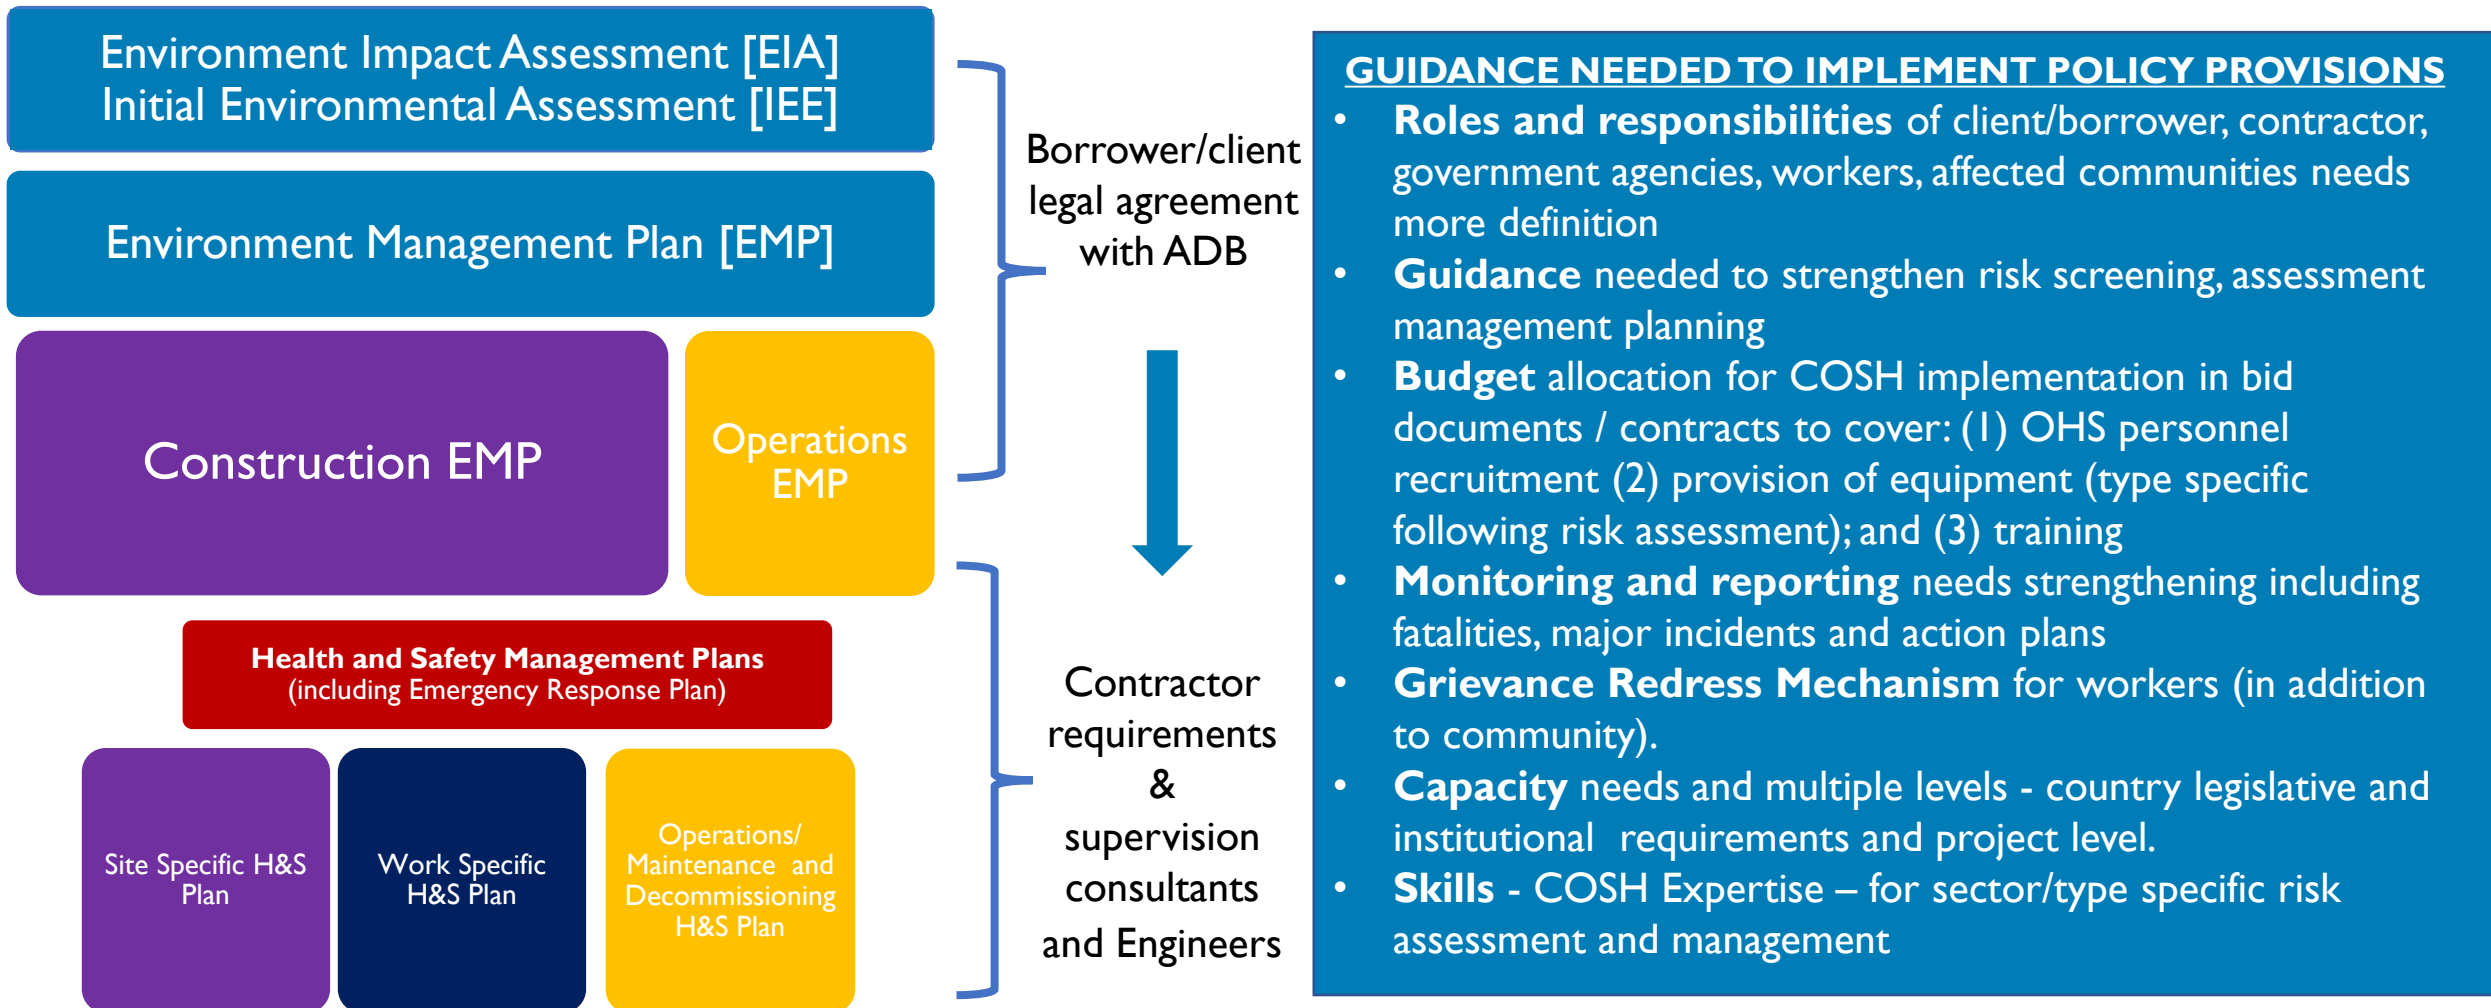 Environment Impact Assessment [EIA]
Initial Environmental Assessment [IEE]
Environment Management Plan [EMP]
Construction EMP
Operations
EMP
Health and Safety Management Plans
(including Emergency Response Plan)
Site Specific H&S
Plan
Work Specific
H&S Plan
Operations/
Maintenance and
Decommissioning
H&S Plan
Borrower/client
legal agreement
with ADB
Contractor
requirements
&
supervision
consultants
and Engineers
GUIDANCE NEEDED TO IMPLEMENT POLICY PROVISIONS
• Roles and responsibilities of client/borrower, contractor,
government agencies, workers, affected communities needs
more definition
• Guidance needed to strengthen risk screening, assessment
management planning
• Budget allocation for COSH implementation in bid
documents / contracts to cover: (1) OHS personnel
recruitment (2) provision of equipment (type specific
following risk assessment); and (3) training
• Monitoring and reporting needs strengthening including
fatalities, major incidents and action plans
• Grievance Redress Mechanism for workers (in addition
to community).
• Capacity needs and multiple levels - country legislative and
institutional requirements and project level.
• Skills - COSH Expertise – for sector/type specific risk
assessment and management